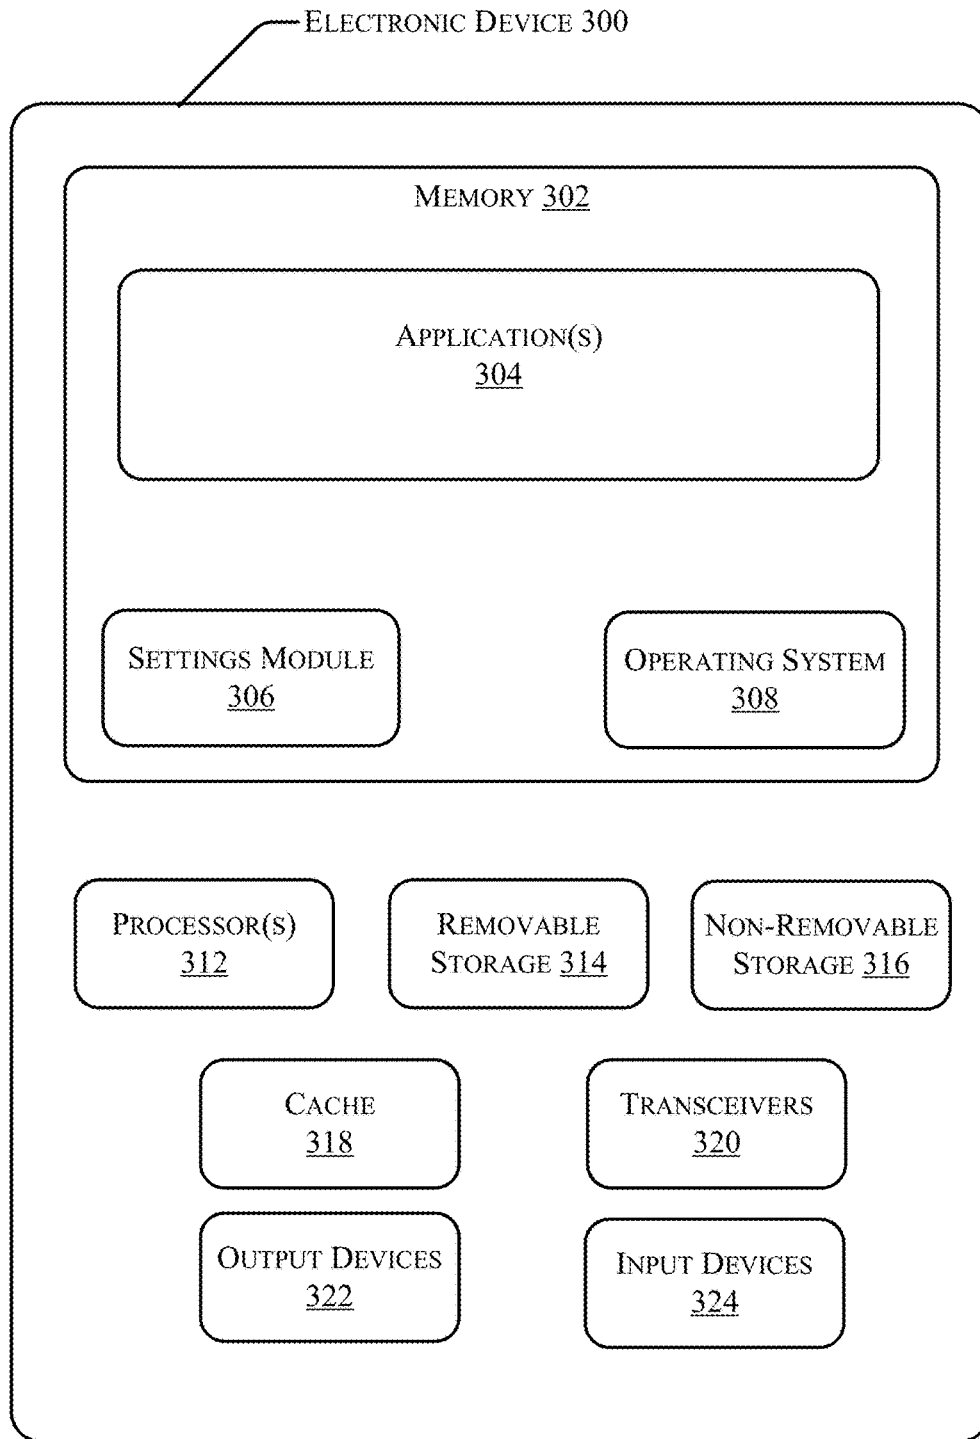 ELECTRONIC DEVICE 300
MEMORY 302
APPLICATION(S)
304
SETTINGS MODULE
306
OPERATING SYSTEM
308
PROCESSOR(S)
312
REMOVABLE
STORAGE 314
NON-REMOVABLE
STORAGE 316
CACHE
318
TRANSCEIVERS
320
OUTPUT DEVICES
322
INPUT DEVICES
324